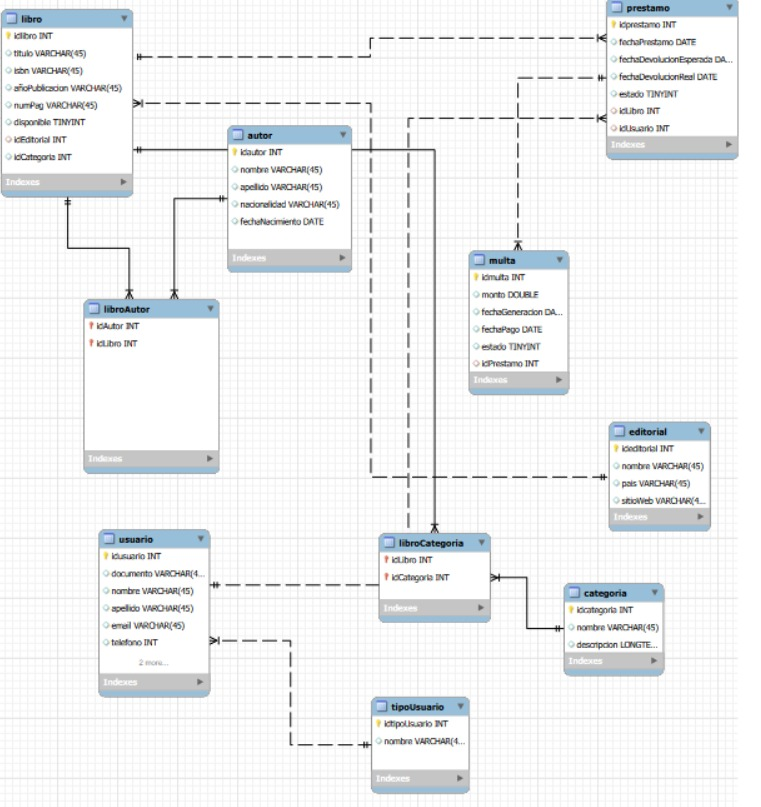 libro
idlibro INT
titulo VARCHAR(45)
isbn VARCHAR(45)
añoPublicacion VARCHAR(45)
numPag VARCHAR(45)
disponible TINYINT
idEditorial INT
idCategoria INT
Indexes
prestamo
idprestamo INT
fechaPrestamo DATE
fechaDevolucionEsperada DA...
fechaDevolucionReal DATE
estado TINYINT
idLibro INT
idUsuario INT
Indexes
autor
idautor INT
nombre VARCHAR(45)
apellido VARCHAR(45)
nacionalidad VARCHAR(45)
fechaNacimiento DATE
Indexes
multa
idmulta INT
monto DOUBLE
fechaGeneracion DA...
fechaPago DATE
estado TINYINT
idPrestamo INT
Indexes
libroAutor
idAutor INT
idLibro INT
Indexes
editorial
ideditorial INT
nombre VARCHAR(45)
pais VARCHAR(45)
sitioWeb VARCHAR(4...
Indexes
usuario
idusuario INT
documento VARCHAR(4...
nombre VARCHAR(45)
apellido VARCHAR(45)
email VARCHAR(45)
telefono INT
2 more...
Indexes
libroCategoria
idLibro INT
idCategoria INT
Indexes
categoria
idcategoria INT
nombre VARCHAR(45)
descripcion LONGTE...
Indexes
tipoUsuario
idtipoUsuario INT
nombre VARCHAR(4...
Indexes